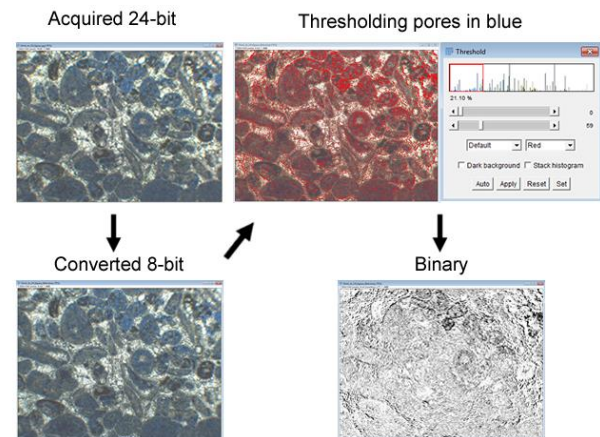 Acquired 24-bit
Thresholding pores in blue
Threshold
21.10 %
0
59
Default
Red
Dark background
Stack histogram
Auto
Apply
Reset
Set
Converted 8-bit
Binary